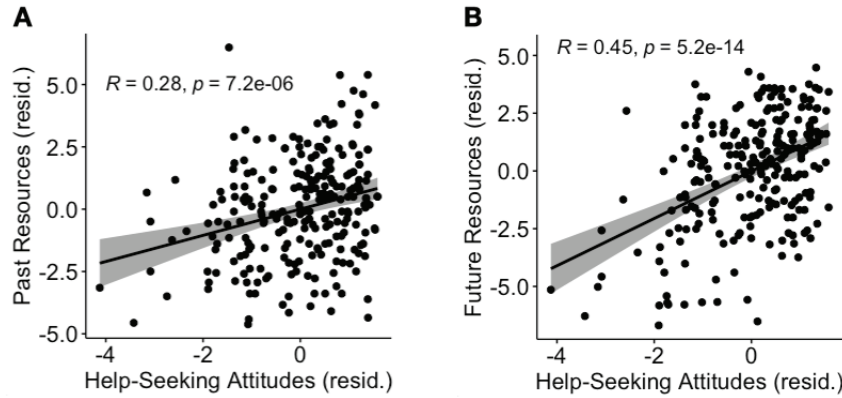 A
R = 0.28, p = 7.2e-06
Past Resources (resid.)
5.0
2.5
0.0
-2.5
-5.0
-4
-2
0
Help-Seeking Attitudes (resid.)
B
R = 0.45, p = 5.2e-14
Future Resources (resid.)
5.0
2.5
0.0
-2.5
-5.0
-4
-2
0
Help-Seeking Attitudes (resid.)